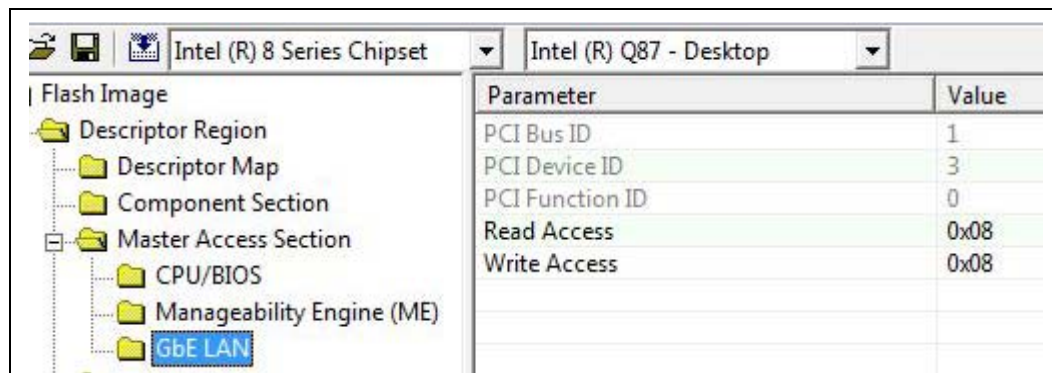 Intel (R) 8 Series Chipset Intel (R) Q87 - Desktop
Flash Image
Descriptor Region
Descriptor Map
Component Section
Master Access Section
CPU/BIOS
Manageability Engine (ME)
GbE LAN
Parameter Value
PCI Bus ID 1
PCI Device ID 3
PCI Function ID 0
Read Access 0x08
Write Access 0x08